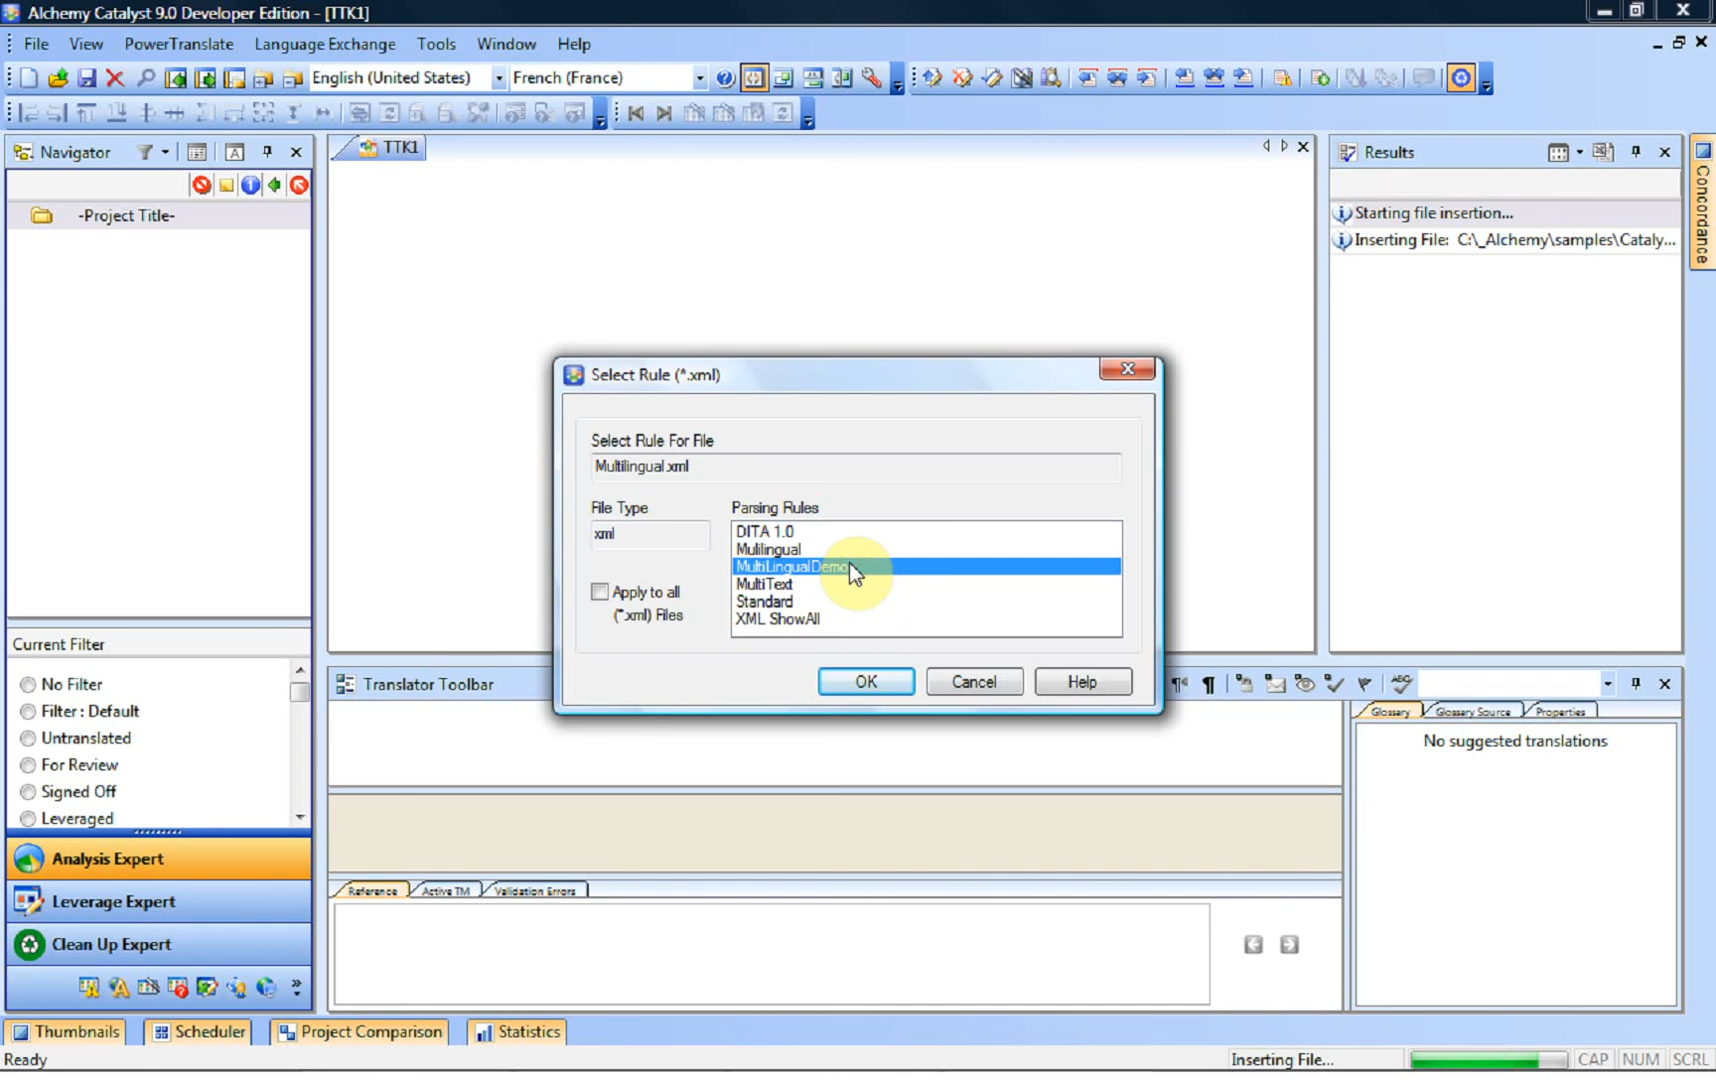 Alchemy Catalyst 9.0 Developer Edition - [TTK1]
File View PowerTranslate Language Exchange Tools Window Help
English (United States) French (France)
Navigator
TTK1
Results
Concordance
-Project Title-
Starting file insertion...
Inserting File: C:\_Alchemy\samples\Cataly...
Select Rule (*.xml)
Select Rule For File
Multilingual.xml
File Type
Parsing Rules
xml
DITA 1.0
Mulilingual
MultiLingualDemo
MultiText
Standard
XML ShowAll
Apply to all
(*.xml) Files
OK Cancel Help
Current Filter
No Filter
Filter : Default
Untranslated
For Review
Signed Off
Leveraged
Translator Toolbar
ABC
Glossary Glossary Source Properties
No suggested translations
Analysis Expert
Leverage Expert
Clean Up Expert
Reference Active TM Validation Errors
Thumbnails Scheduler Project Comparison Statistics
Ready
Inserting File... CAP NUM SCRL